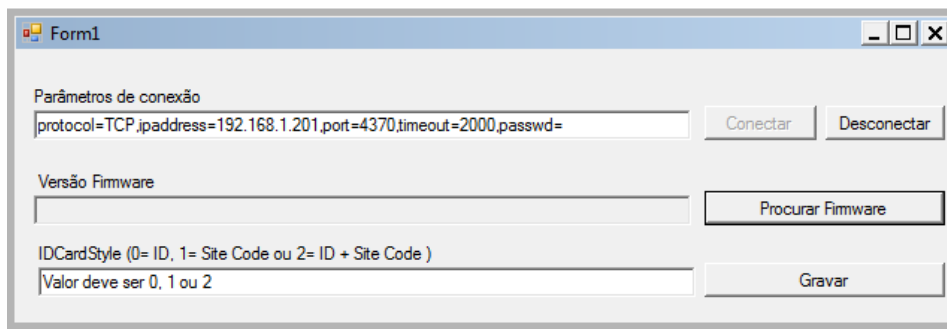 Form1
Parâmetros de conexão
protocol=TCP,ipaddress=192.168.1.201,port=4370,timeout=2000,passwd=
Conectar
Desconectar
Versão Firmware
Procurar Firmware
IDCardStyle (0= ID, 1= Site Code ou 2= ID + Site Code )
Valor deve ser 0, 1 ou 2
Gravar